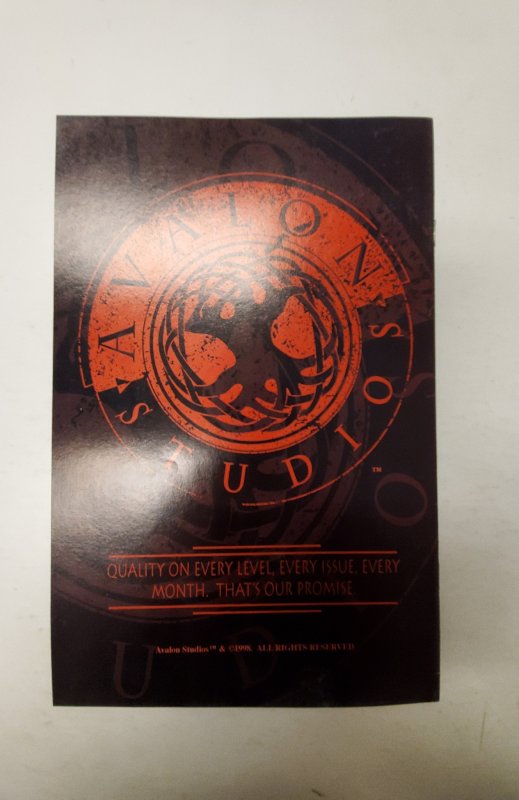 AVALON
STUDIOS
™
QUALITY ON EVERY LEVEL, EVERY ISSUE, EVERY
MONTH. THAT'S OUR PROMISE.
Avalon Studios™ & ©1998. ALL RIGHTS RESERVED